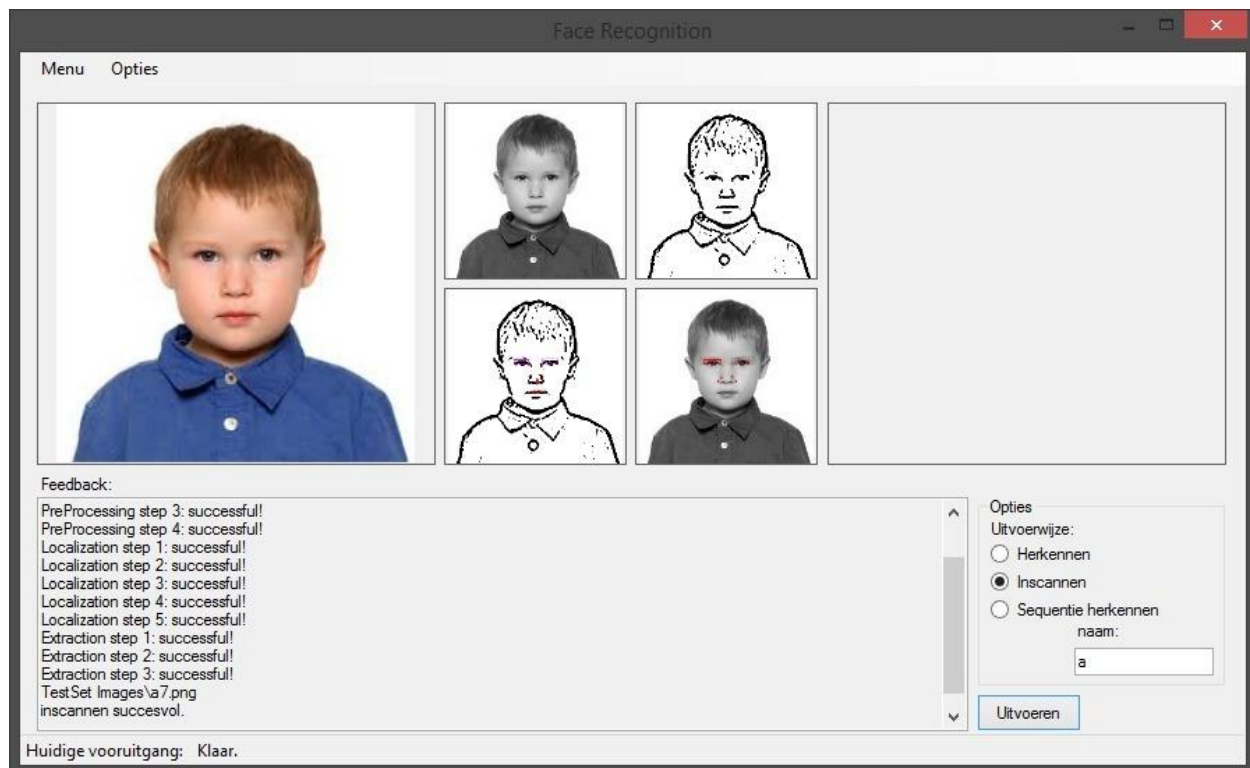 Face Recognition
Menu Opties
Feedback:
PreProcessing step 3: successful!
PreProcessing step 4: successful!
Localization step 1: successful!
Localization step 2: successful!
Localization step 3: successful!
Localization step 4: successful!
Localization step 5: successful!
Extraction step 1: successful!
Extraction step 2: successful!
Extraction step 3: successful!
TestSet Images\a7.png
inscannen succesvol.
Opties
Uitvoerwijze:
Herkennen
Inscannen
Sequentie herkennen
naam:
a
Uitvoeren
Huidige vooruitgang: Klaar.